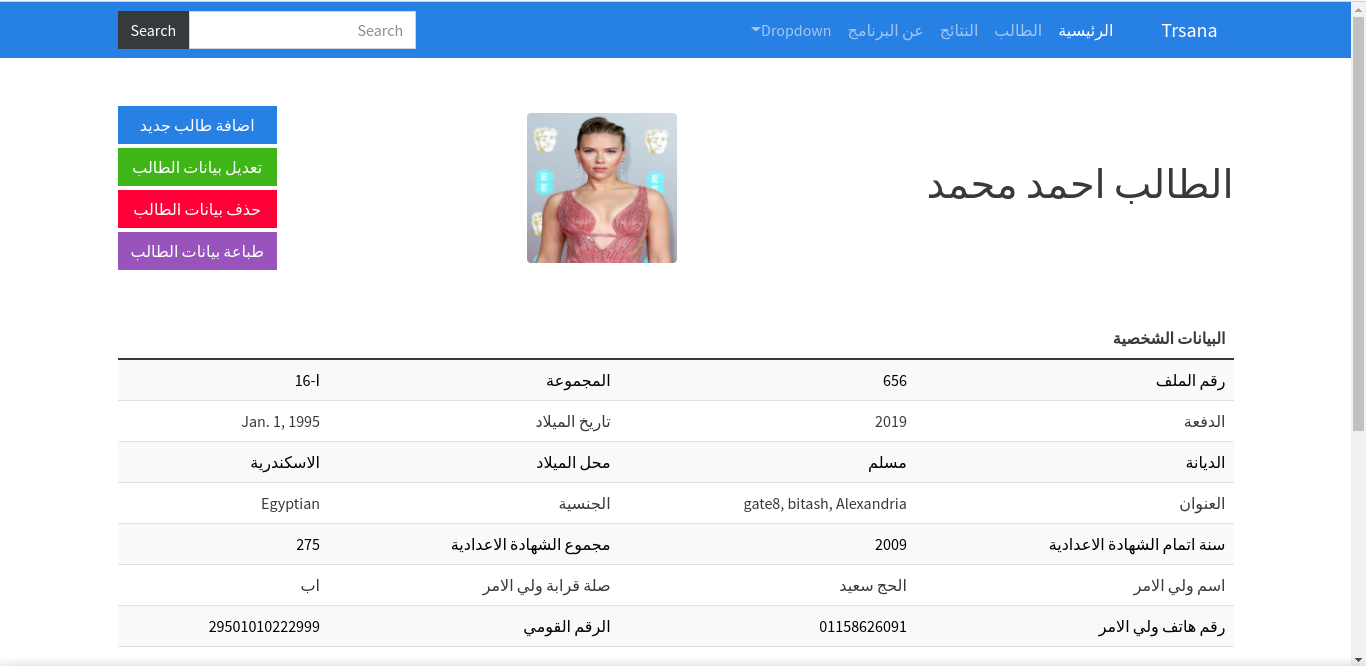 Trsana الرئيسية الطالب النتائج عن البرنامج Dropdown Search Search
اضافة طالب جديد
تعديل بيانات الطالب
حذف بيانات الطالب
طباعة بيانات الطالب
الطالب احمد محمد
البيانات الشخصية
رقم الملف 656 المجموعة ا-16
الدفعة 2019 تاريخ الميلاد Jan. 1, 1995
الديانة مسلم محل الميلاد الاسكندرية
العنوان gate8, bitash, Alexandria الجنسية Egyptian
سنة اتمام الشهادة الاعدادية 2009 مجموع الشهادة الاعدادية 275
اسم ولي الامر الحج سعيد صلة قرابة ولي الامر اب
رقم هاتف ولي الامر 01158626091 الرقم القومي 29501010222999